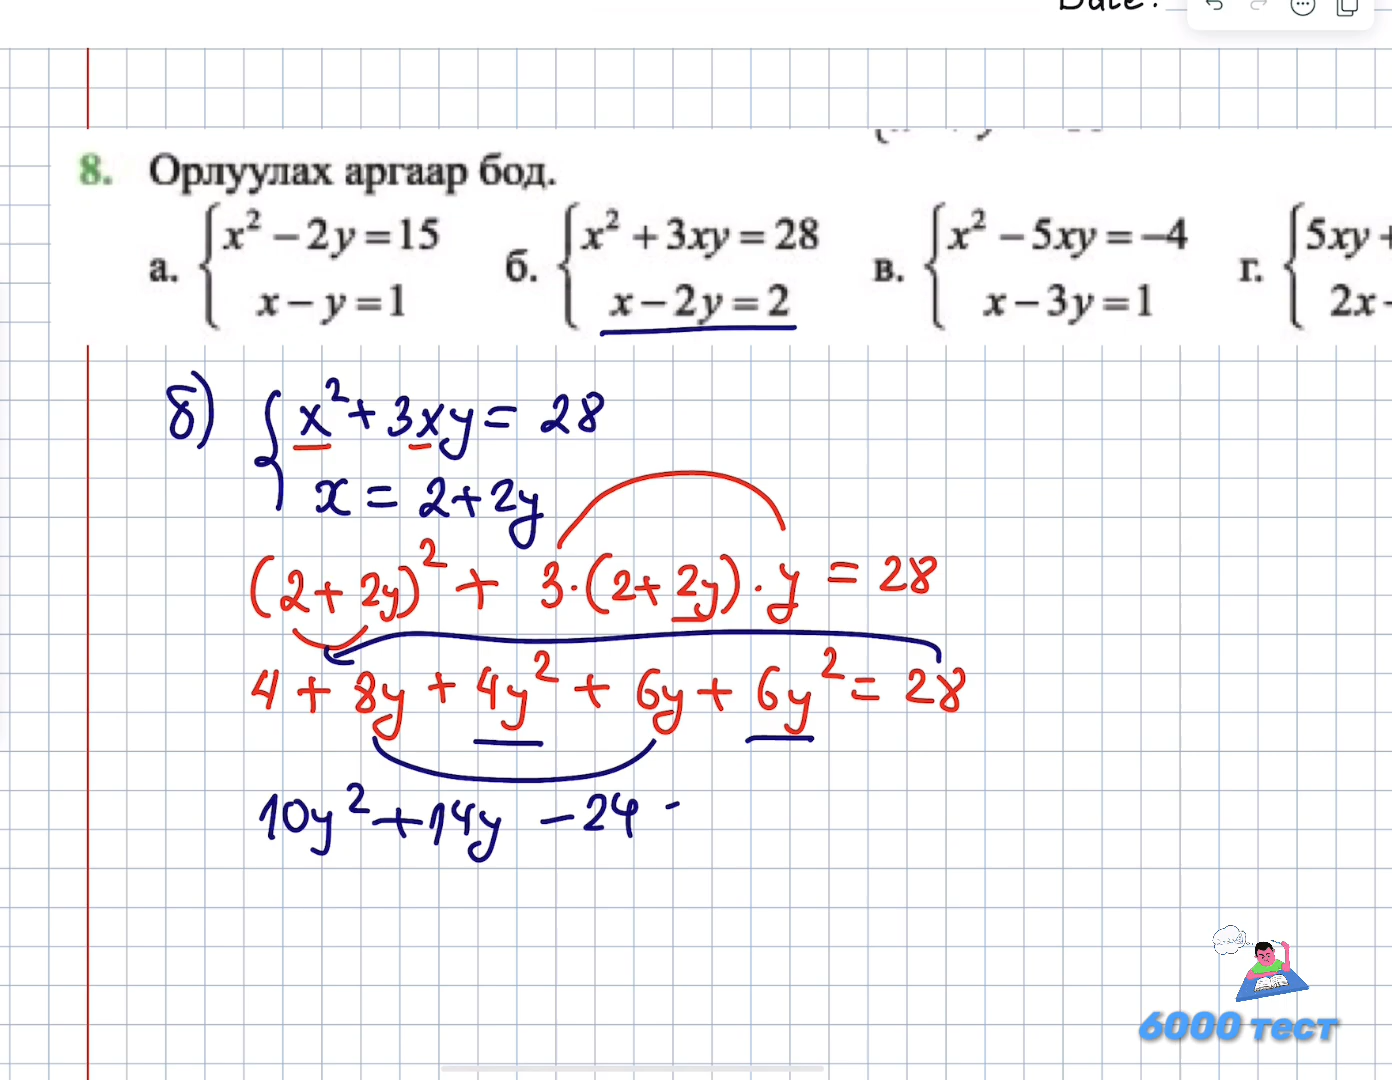 Date:
8. Орлуулах аргаар бод.
а. { x² − 2y = 15
x − y = 1
б. { x² + 3xy = 28
x − 2y = 2
в. { x² − 5xy = −4
x − 3y = 1
г. { 5xy +
2x -
б) { x² + 3xy = 28
x = 2 + 2y
(2 + 2y)² + 3·(2 + 2y)·y = 28
4 + 8y + 4y² + 6y + 6y² = 28
10y² + 14y − 24 -
6000 тест